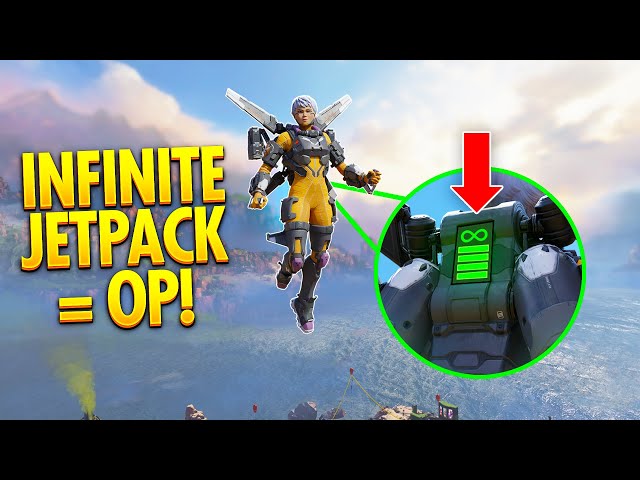 INFINITE
JETPACK
= OP!
∞